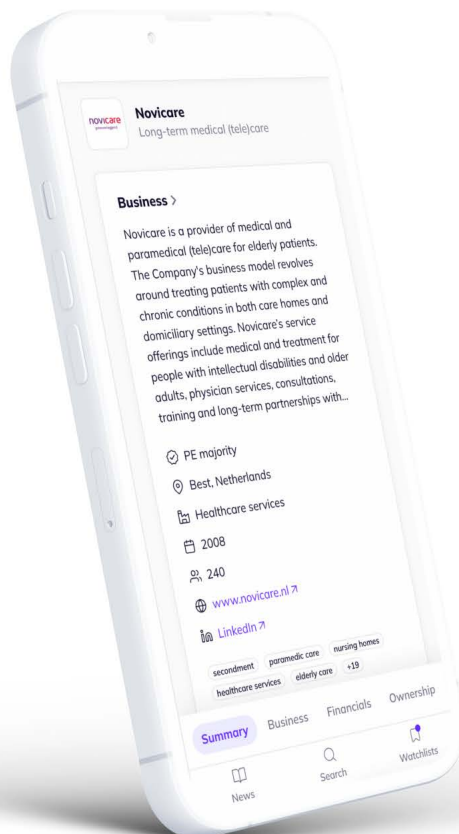 novicare
Novicare
Long-term medical (tele)care
Business >
Novicare is a provider of medical and
paramedical (tele)care for elderly patients.
The Company's business model revolves
around treating patients with complex and
chronic conditions in both care homes and
domiciliary settings. Novicare's service
offerings include medical and treatment for
people with intellectual disabilities and older
adults, physician services, consultations,
training and long-term partnerships with...
PE majority
Best, Netherlands
Healthcare services
2008
240
www.novicare.nl ↗
LinkedIn ↗
secondment paramedic care nursing homes
healthcare services elderly care +19
Summary Business Financials Ownership
News Search Watchlists